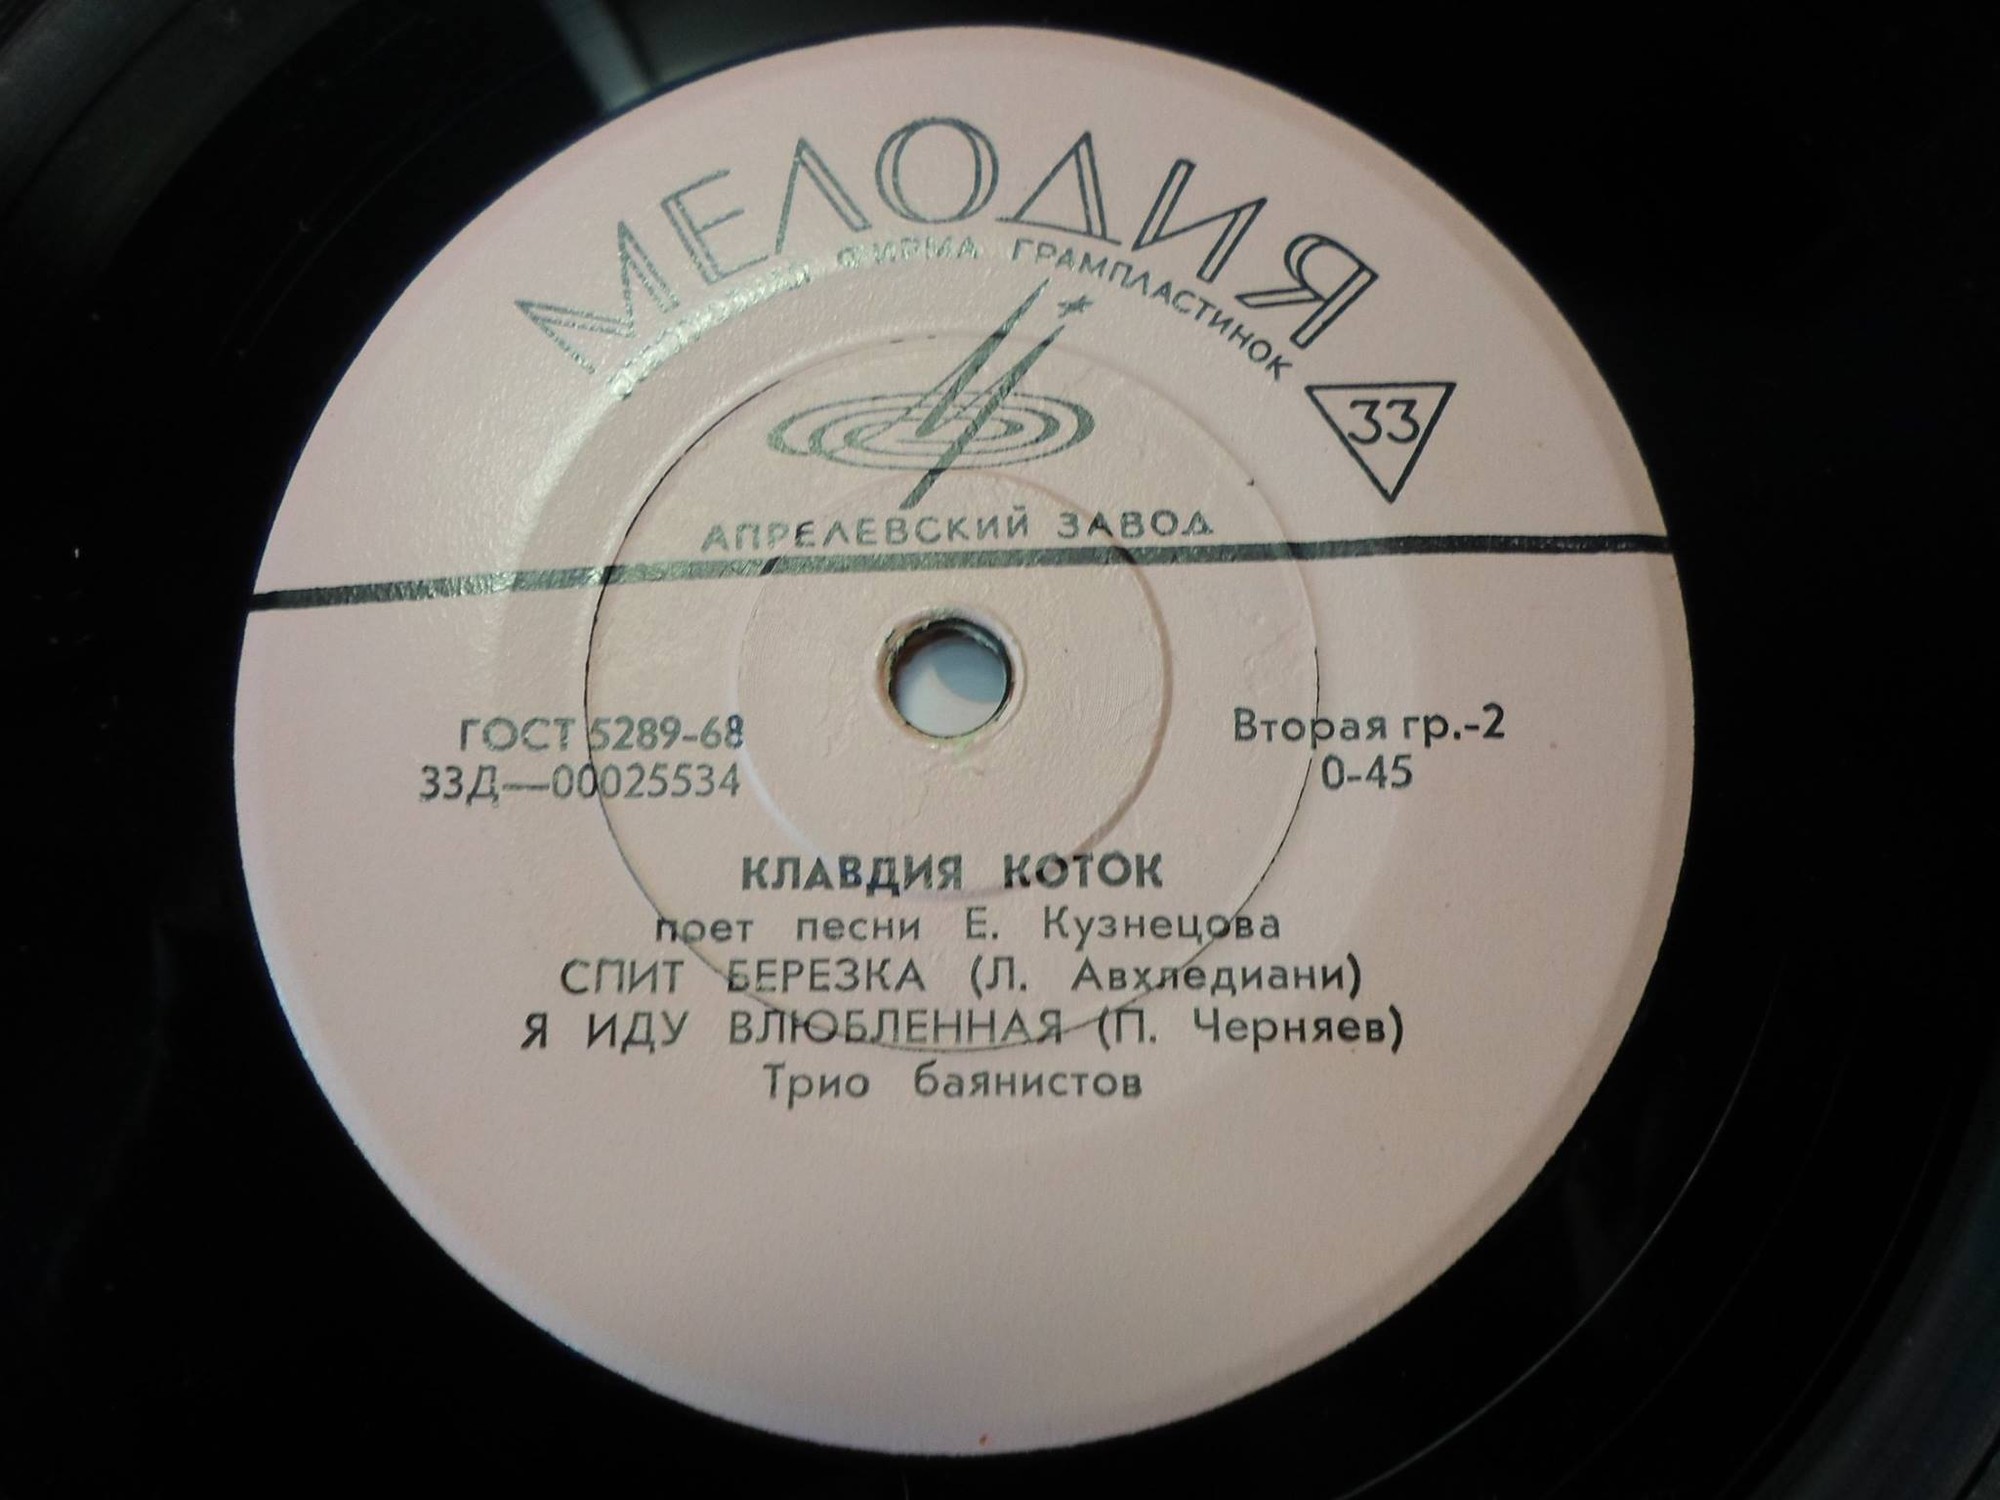 МЕЛОДИЯ
ФИРМА ГРАМПЛАСТИНОК
33
АПРЕЛЕВСКИЙ ЗАВОД
ГОСТ 5289-68
33Д—00025534
Вторая гр.-2
0-45
КЛАВДИЯ КОТОК
поет песни Е. Кузнецова
СПИТ БЕРЕЗКА (Л. Авхледиани)
Я ИДУ ВЛЮБЛЕННАЯ (П. Черняев)
Трио баянистов